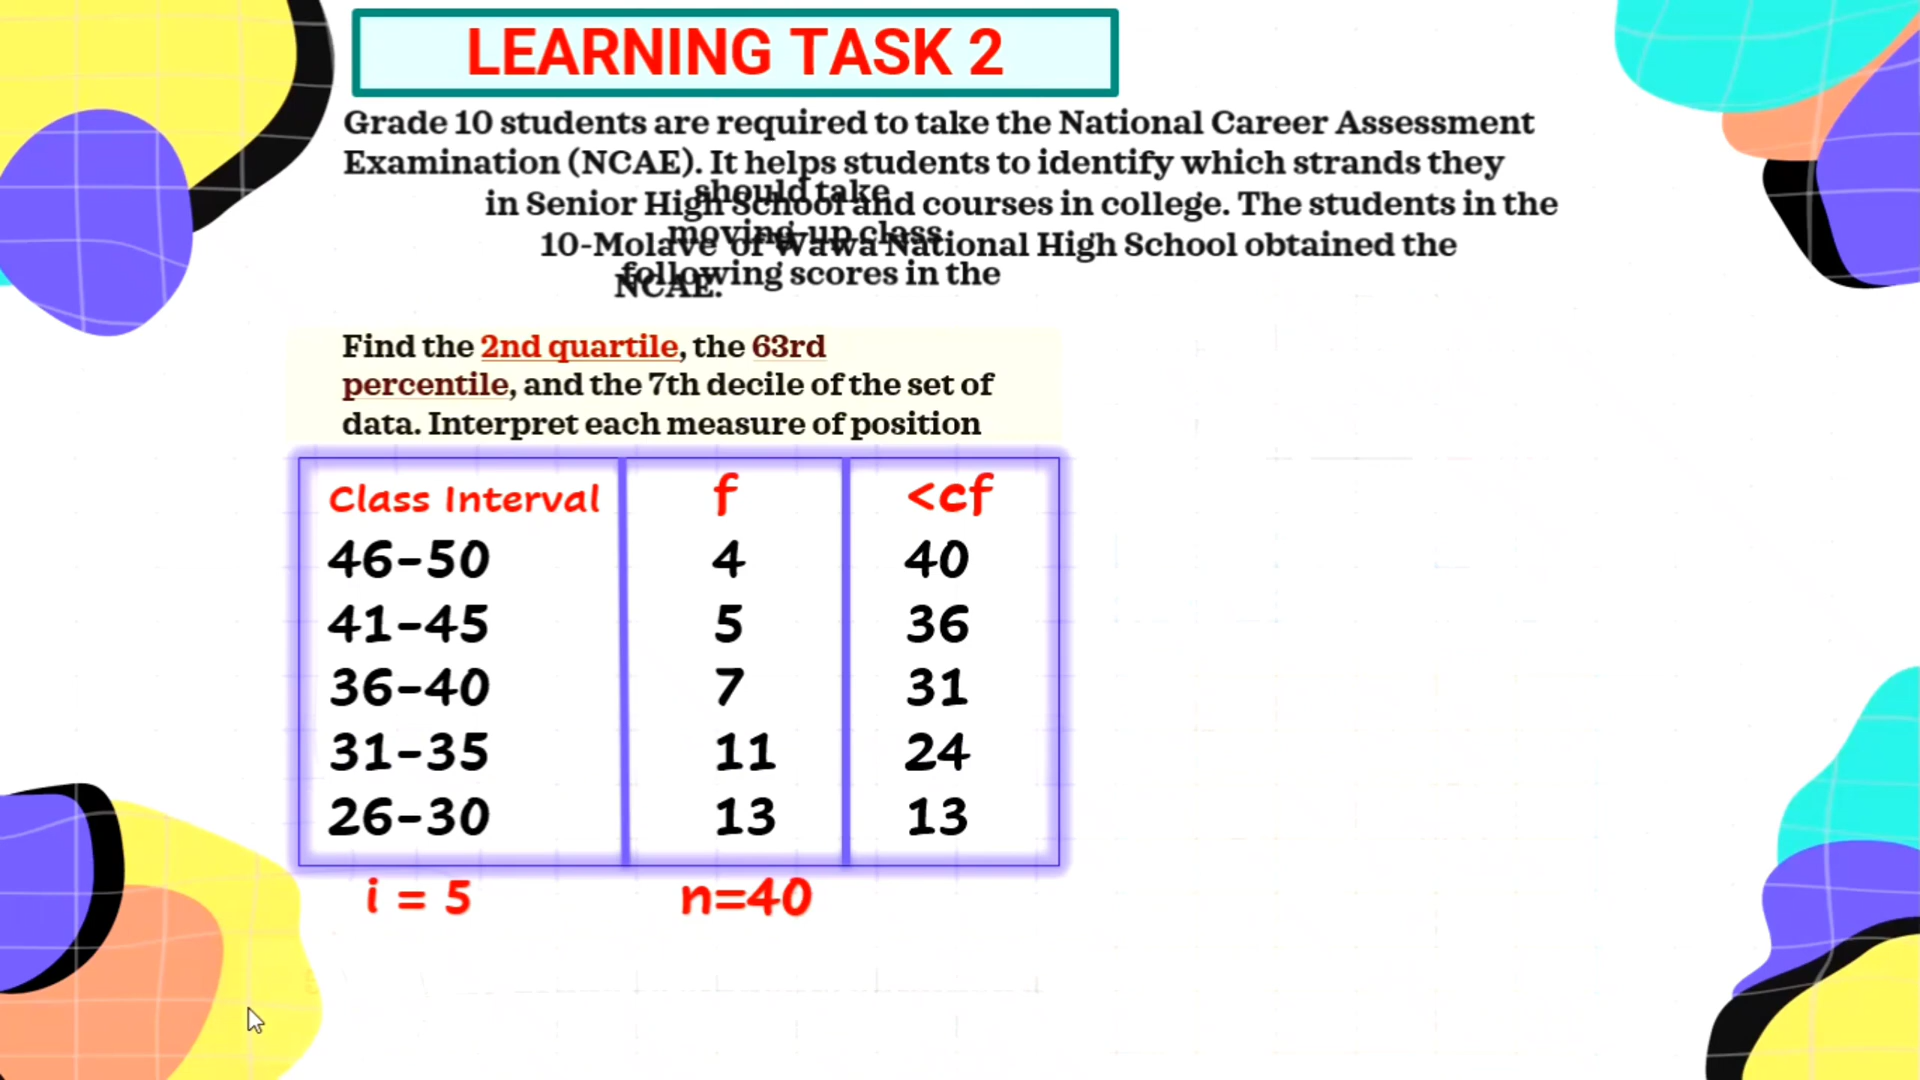 LEARNING TASK 2
Grade 10 students are required to take the National Career Assessment
Examination (NCAE). It helps students to identify which strands they
should take
in Senior High School and courses in college. The students in the
moving-up class
10-Molave of Wawa National High School obtained the
following scores in the
NCAE.
Find the 2nd quartile, the 63rd
percentile, and the 7th decile of the set of
data. Interpret each measure of position
Class Interval f <cf
46-50 4 40
41-45 5 36
36-40 7 31
31-35 11 24
26-30 13 13
i = 5 n=40